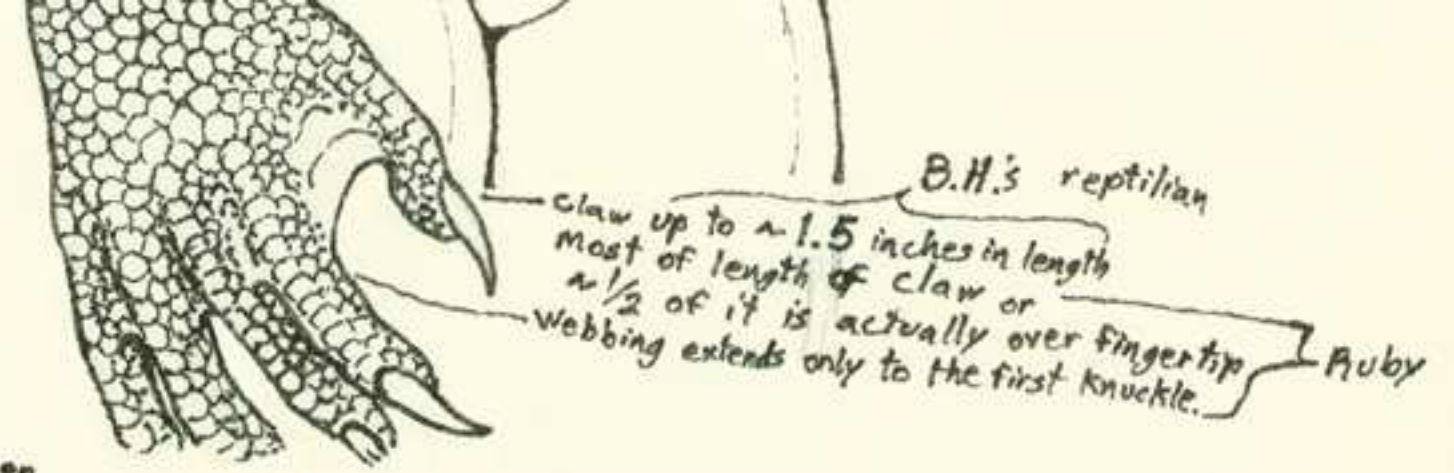 B.H.'s reptilian
Claw up to ~ 1.5 inches in length
Most of length of claw or
~ 1/2 of it is actually over fingertip
Webbing extends only to the first knuckle.
Ruby